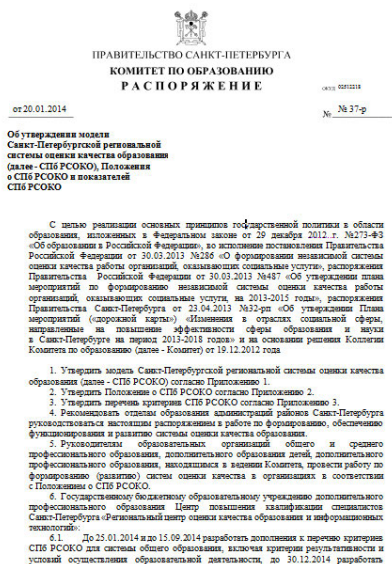 ПРАВИТЕЛЬСТВО САНКТ-ПЕТЕРБУРГА
КОМИТЕТ ПО ОБРАЗОВАНИЮ
РАСПОРЯЖЕНИЕ
ОКУД 02512218
от 20.01.2014
№ 37-р
Об утверждении модели
Санкт-Петербургской региональной
системы оценки качества образования
(далее - СПб РСОКО), Положения
о СПб РСОКО и показателей
СПб РСОКО
С целью реализации основных принципов государственной политики в области
образования, изложенных в Федеральном законе от 29 декабря 2012..г. №273-ФЗ
«Об образовании в Российской Федерации», во исполнение постановления Правительства
Российской Федерации от 30.03.2013 №286 «О формировании независимой системы
оценки качества работы организаций, оказывающих социальные услуги», распоряжения
Правительства Российской Федерации от 30.03.2013 №487 «Об утверждении плана
мероприятий по формированию независимой системы оценки качества работы
организаций, оказывающих социальные услуги, на 2013-2015 годы», распоряжения
Правительства Санкт-Петербурга от 23.04.2013 №32-рп «Об утверждении Плана
мероприятий («дорожной карты») «Изменения в отраслях социальной сферы,
направленные на повышение эффективности сферы образования и науки
в Санкт-Петербурге на период 2013-2018 годов» и на основании решения Коллегии
Комитета по образованию (далее - Комитет) от 19.12.2012 года
1. Утвердить модель Санкт-Петербургской региональной системы оценки качества
образования (далее - СПб РСОКО) согласно Приложению 1.
2. Утвердить Положение о СПб РСОКО согласно Приложению 2.
3. Утвердить перечень критериев СПб РСОКО согласно Приложению 3.
4. Рекомендовать отделам образования администраций районов Санкт-Петербурга
руководствоваться настоящим распоряжением в работе по формированию, обеспечению
функционирования и развитию системы оценки качества образования.
5. Руководителям образовательных организаций общего и среднего
профессионального образования, дополнительного образования детей, дополнительного
профессионального образования, находящимся в ведении Комитета, провести работу по
формированию (развитию) систем оценки качества в организациях в соответствии
с Положением о СПб РСОКО.
6. Государственному бюджетному образовательному учреждению дополнительного
профессионального образования Центр повышения квалификации специалистов
Санкт-Петербурга «Региональный центр оценки качества образования и информационных
технологий»:
6.1. До 25.01.2014 и до 15.09.2014 разработать дополнения к перечню критериев
СПб РСОКО для системы общего образования, включая критерии результативности и
условий осуществления образовательной деятельности, до 30.12.2014 разработать